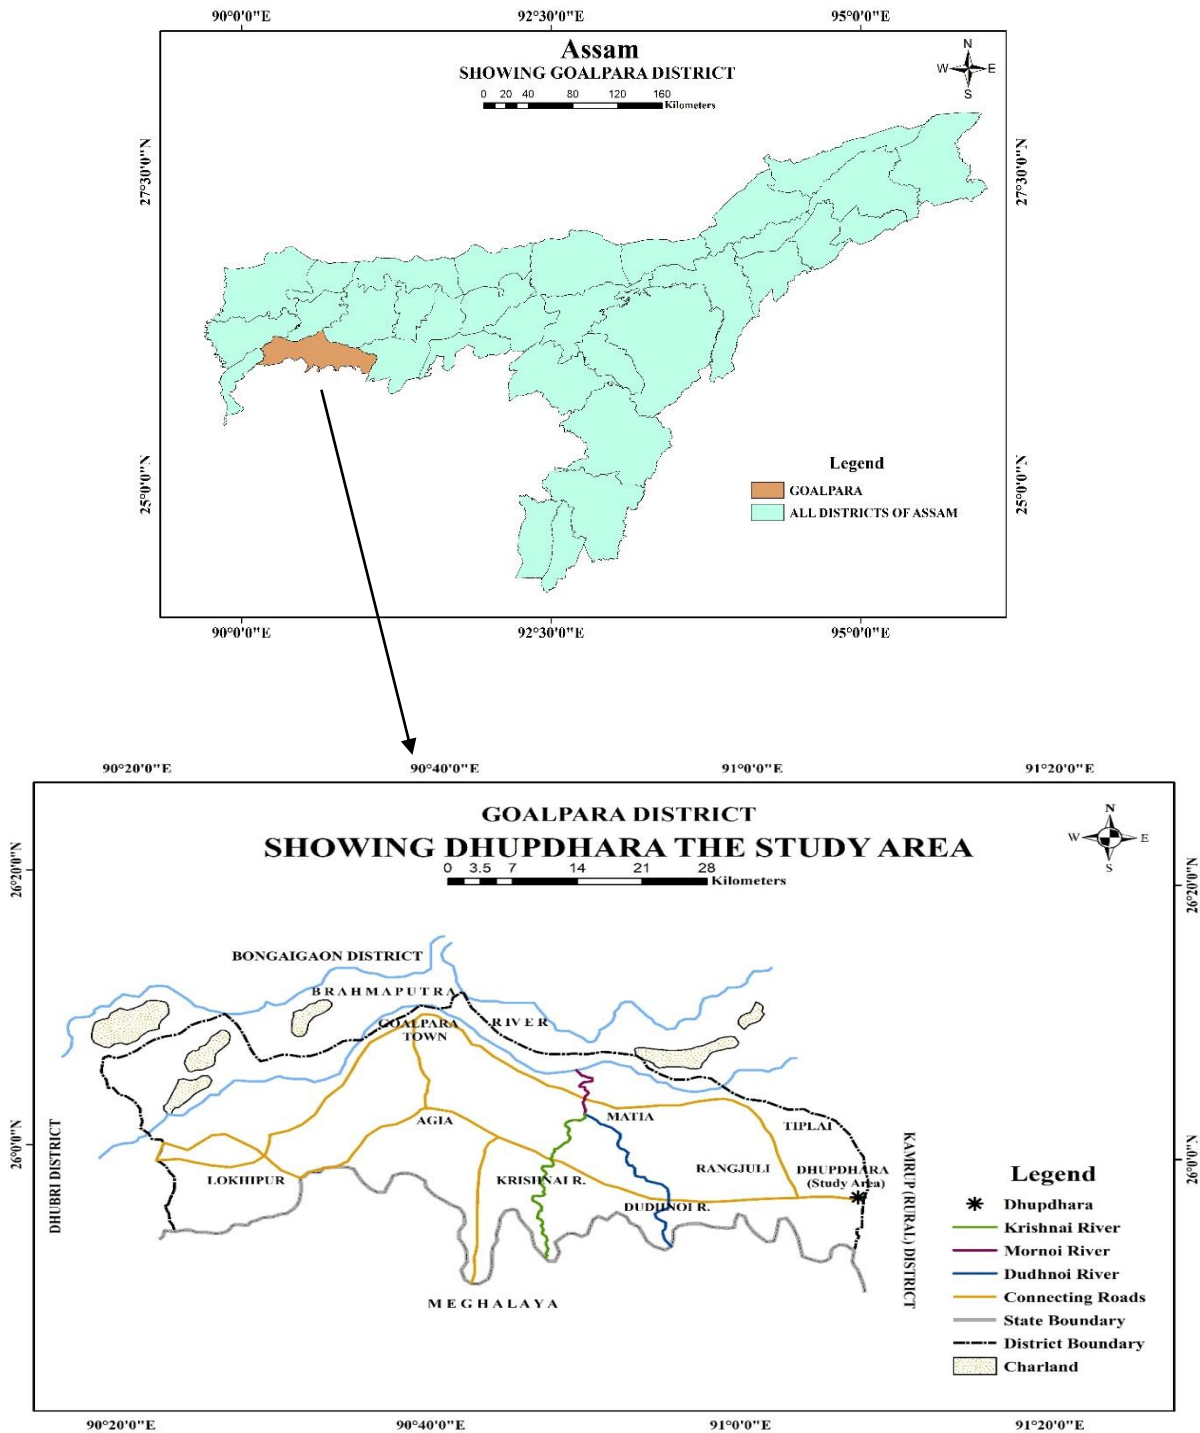 90°0'0"E 92°30'0"E 95°0'0"E
Assam
SHOWING GOALPARA DISTRICT
0 20 40 80 120 160
Kilometers
N
W E
S
27°30'0"N
27°30'0"N
25°0'0"N
25°0'0"N
Legend
GOALPARA
ALL DISTRICTS OF ASSAM
90°0'0"E 92°30'0"E 95°0'0"E
90°20'0"E 90°40'0"E 91°0'0"E 91°20'0"E
GOALPARA DISTRICT
SHOWING DHUPDHARA THE STUDY AREA
0 3.5 7 14 21 28
Kilometers
N
W E
S
26°20'0"N
26°20'0"N
BONGAIGAON DISTRICT
BRAHMAPUTRA
RIVER
GOALPARA
TOWN
AGIA
MATIA
TIPLAI
26°0'0"N
26°0'0"N
DHUBRI DISTRICT
LOKHIPUR
KRISHNAI R.
RANGJULI
DHUPDHARA
(Study Area)
DUDHNOI R.
KAMRUP (RURAL) DISTRICT
MEGHALAYA
Legend
Dhupdhara
Krishnai River
Mornoi River
Dudhnoi River
Connecting Roads
State Boundary
District Boundary
Charland
90°20'0"E 90°40'0"E 91°0'0"E 91°20'0"E